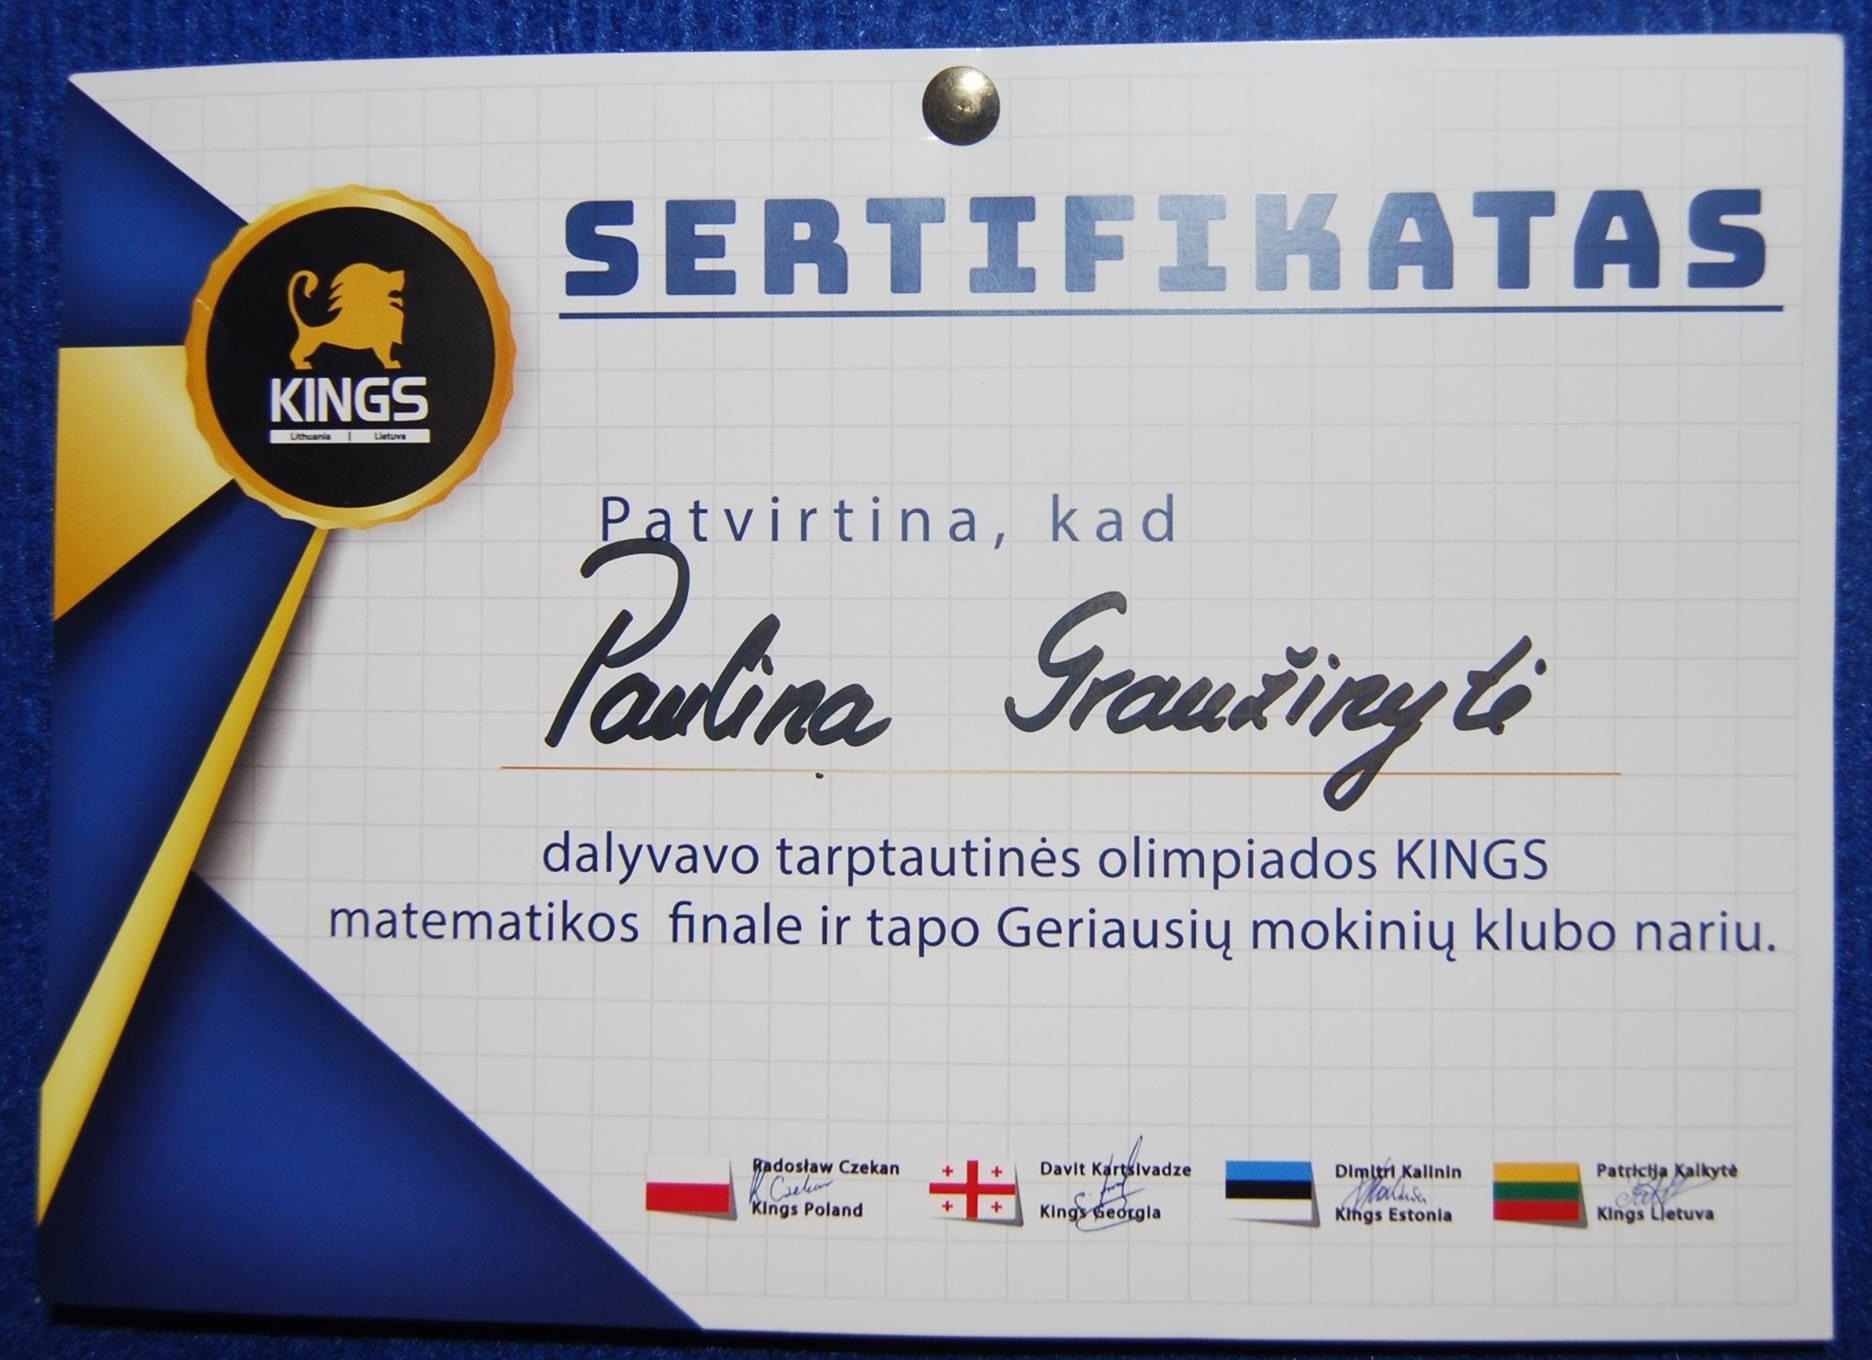 SERTIFIKATAS
KINGS
Lithuania | Lietuva
Patvirtina, kad
Paulina Graužinytė
dalyvavo tarptautinės olimpiados KINGS
matematikos finale ir tapo Geriausių mokinių klubo nariu.
Radosław Czekan
Kings Poland
Davit Kartsivadze
Kings Georgia
Dimitri Kalinin
Kings Estonia
Patricija Kalkytė
Kings Lietuva